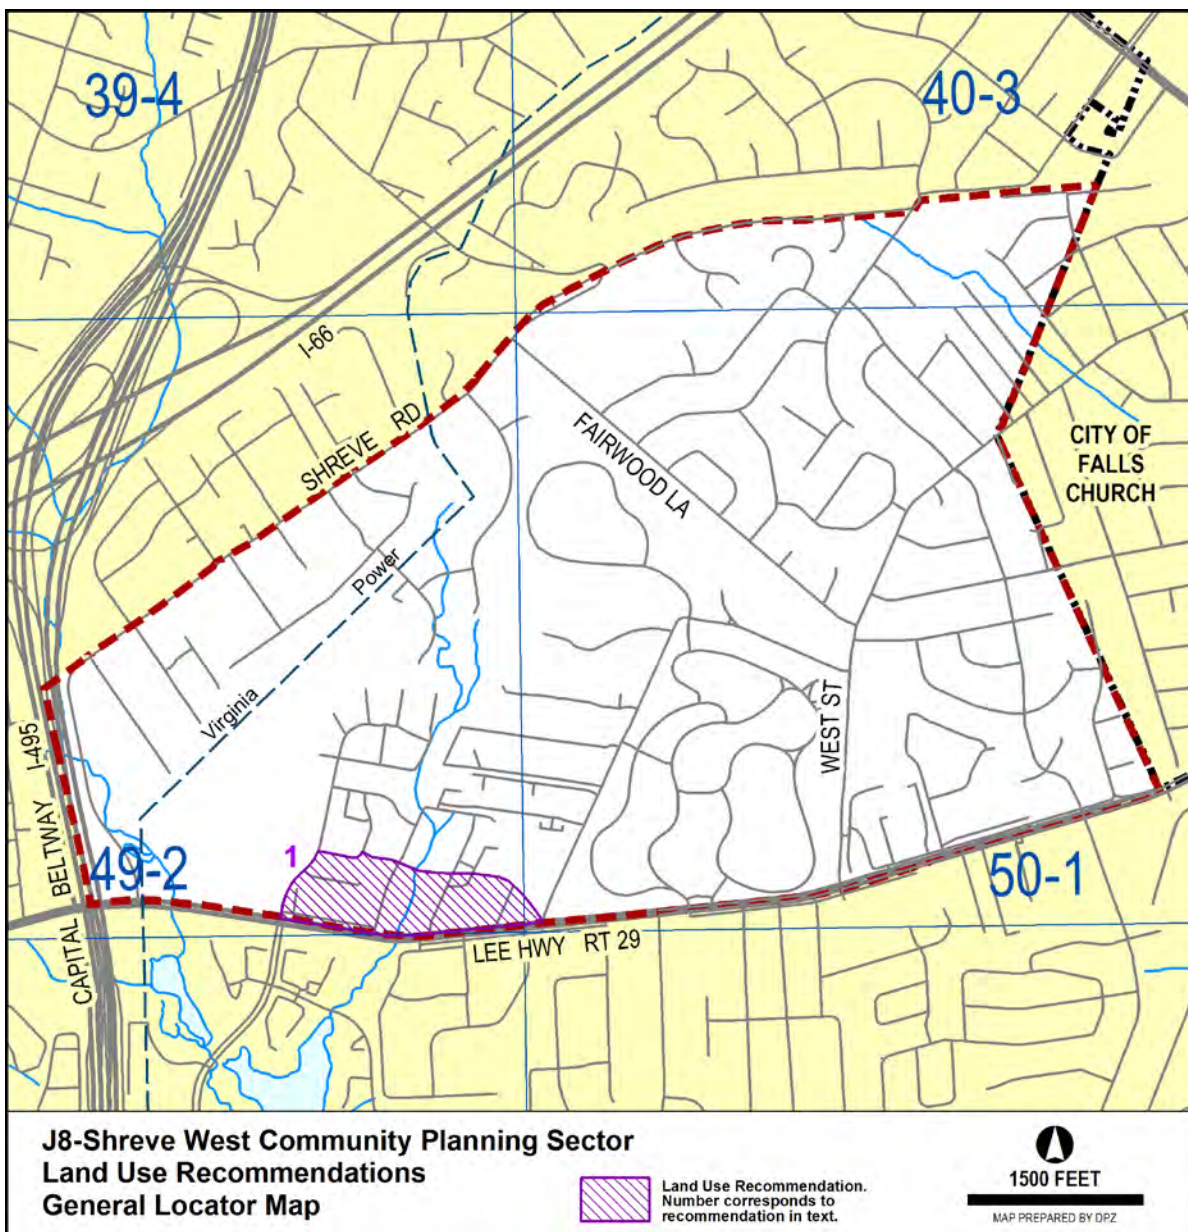 39-4
40-3
I-66
SHREVE RD
FAIRWOOD LA
CITY OF
FALLS
CHURCH
Virginia Power
WEST ST
CAPITAL BELTWAY I-495
1
49-2
50-1
LEE HWY RT 29
J8-Shreve West Community Planning Sector
Land Use Recommendations
General Locator Map
Land Use Recommendation.
Number corresponds to
recommendation in text.
1500 FEET
MAP PREPARED BY DPZ